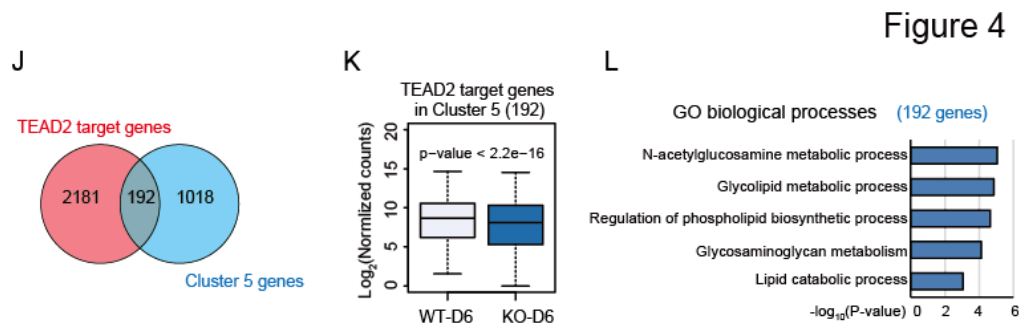 Figure 4
J
TEAD2 target genes
2181
192
1018
Cluster 5 genes
K
TEAD2 target genes
in Cluster 5 (192)
Log2(Normlized counts)
20
15
10
5
0
p-value < 2.2e-16
WT-D6
KO-D6
L
GO biological processes (192 genes)
N-acetylglucosamine metabolic process
Glycolipid metabolic process
Regulation of phospholipid biosynthetic process
Glycosaminoglycan metabolism
Lipid catabolic process
-log10(P-value)
0 2 4 6